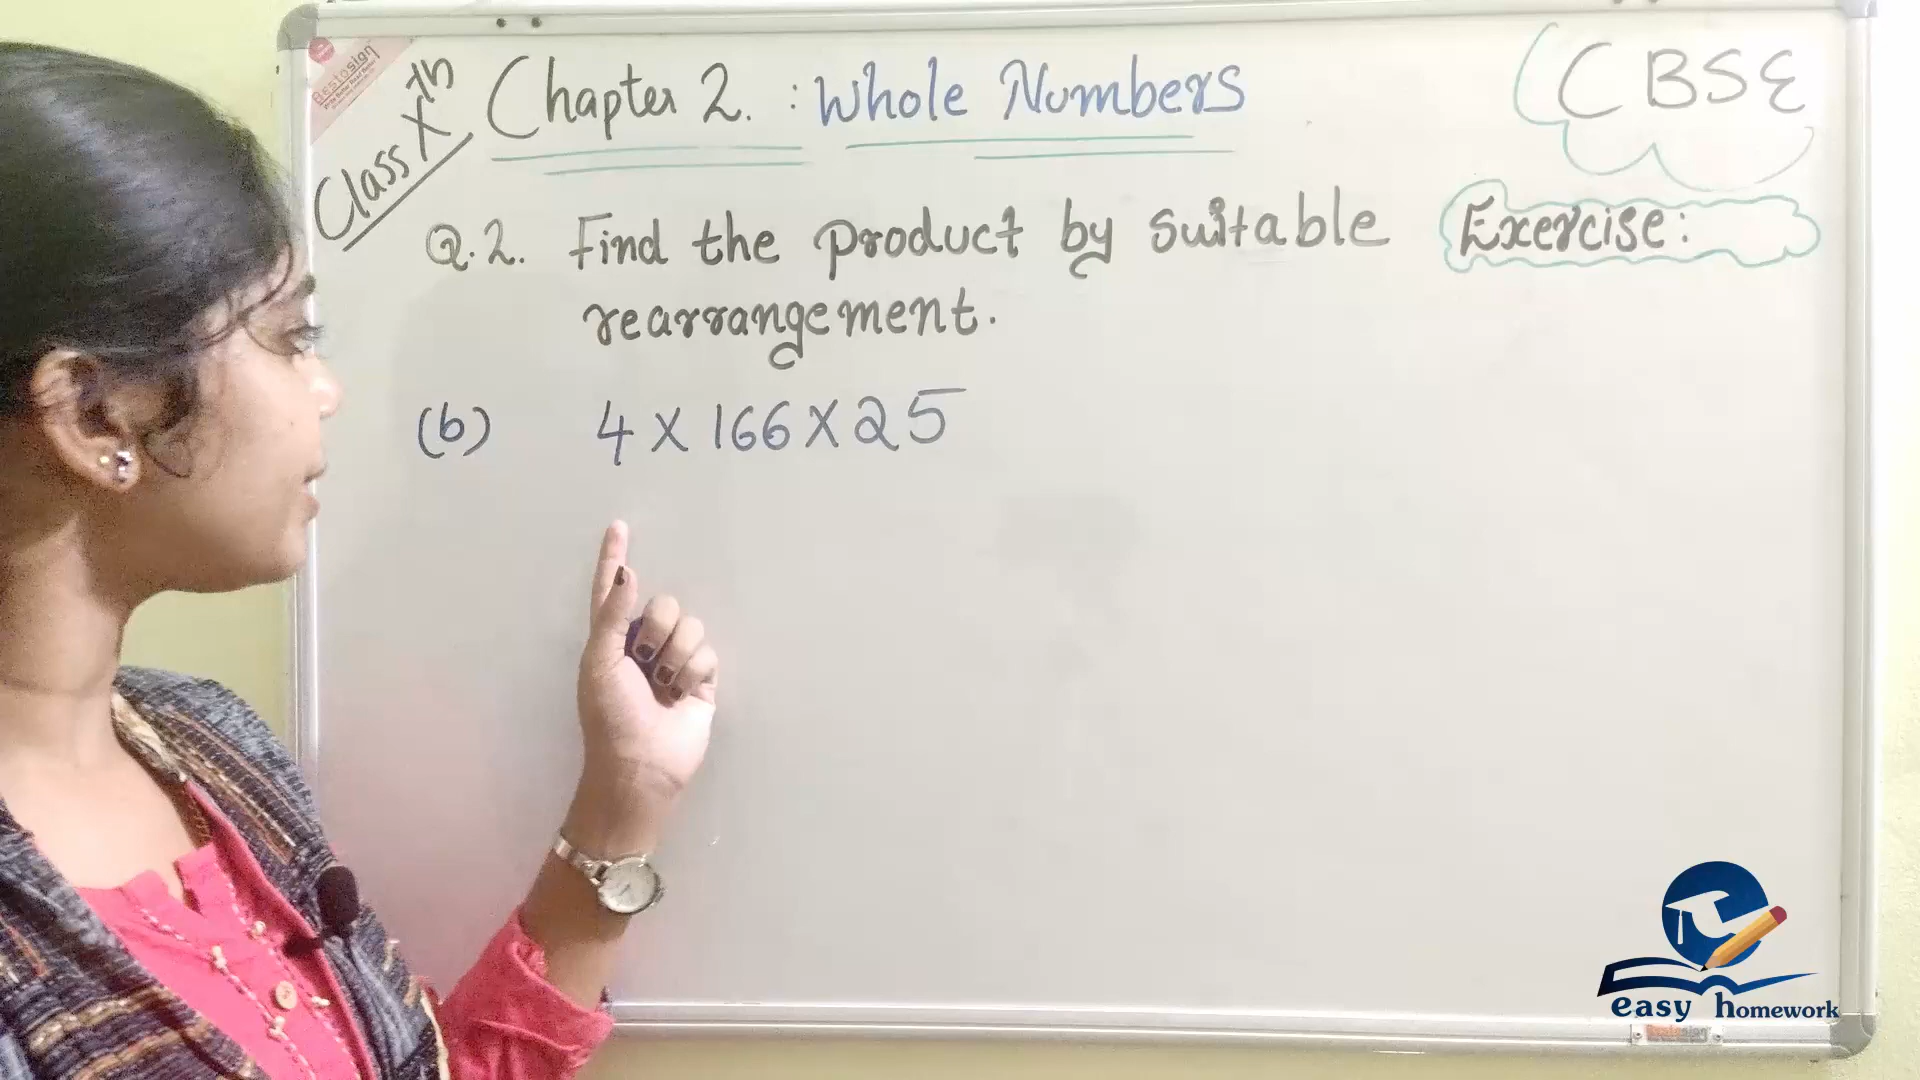 Bestosign
Class Xth
Chapter 2. : Whole Numbers
CBSE
Q.2. Find the product by suitable
rearrangement.
Exercise:
(b) 4 X 166 X 25
easy homework